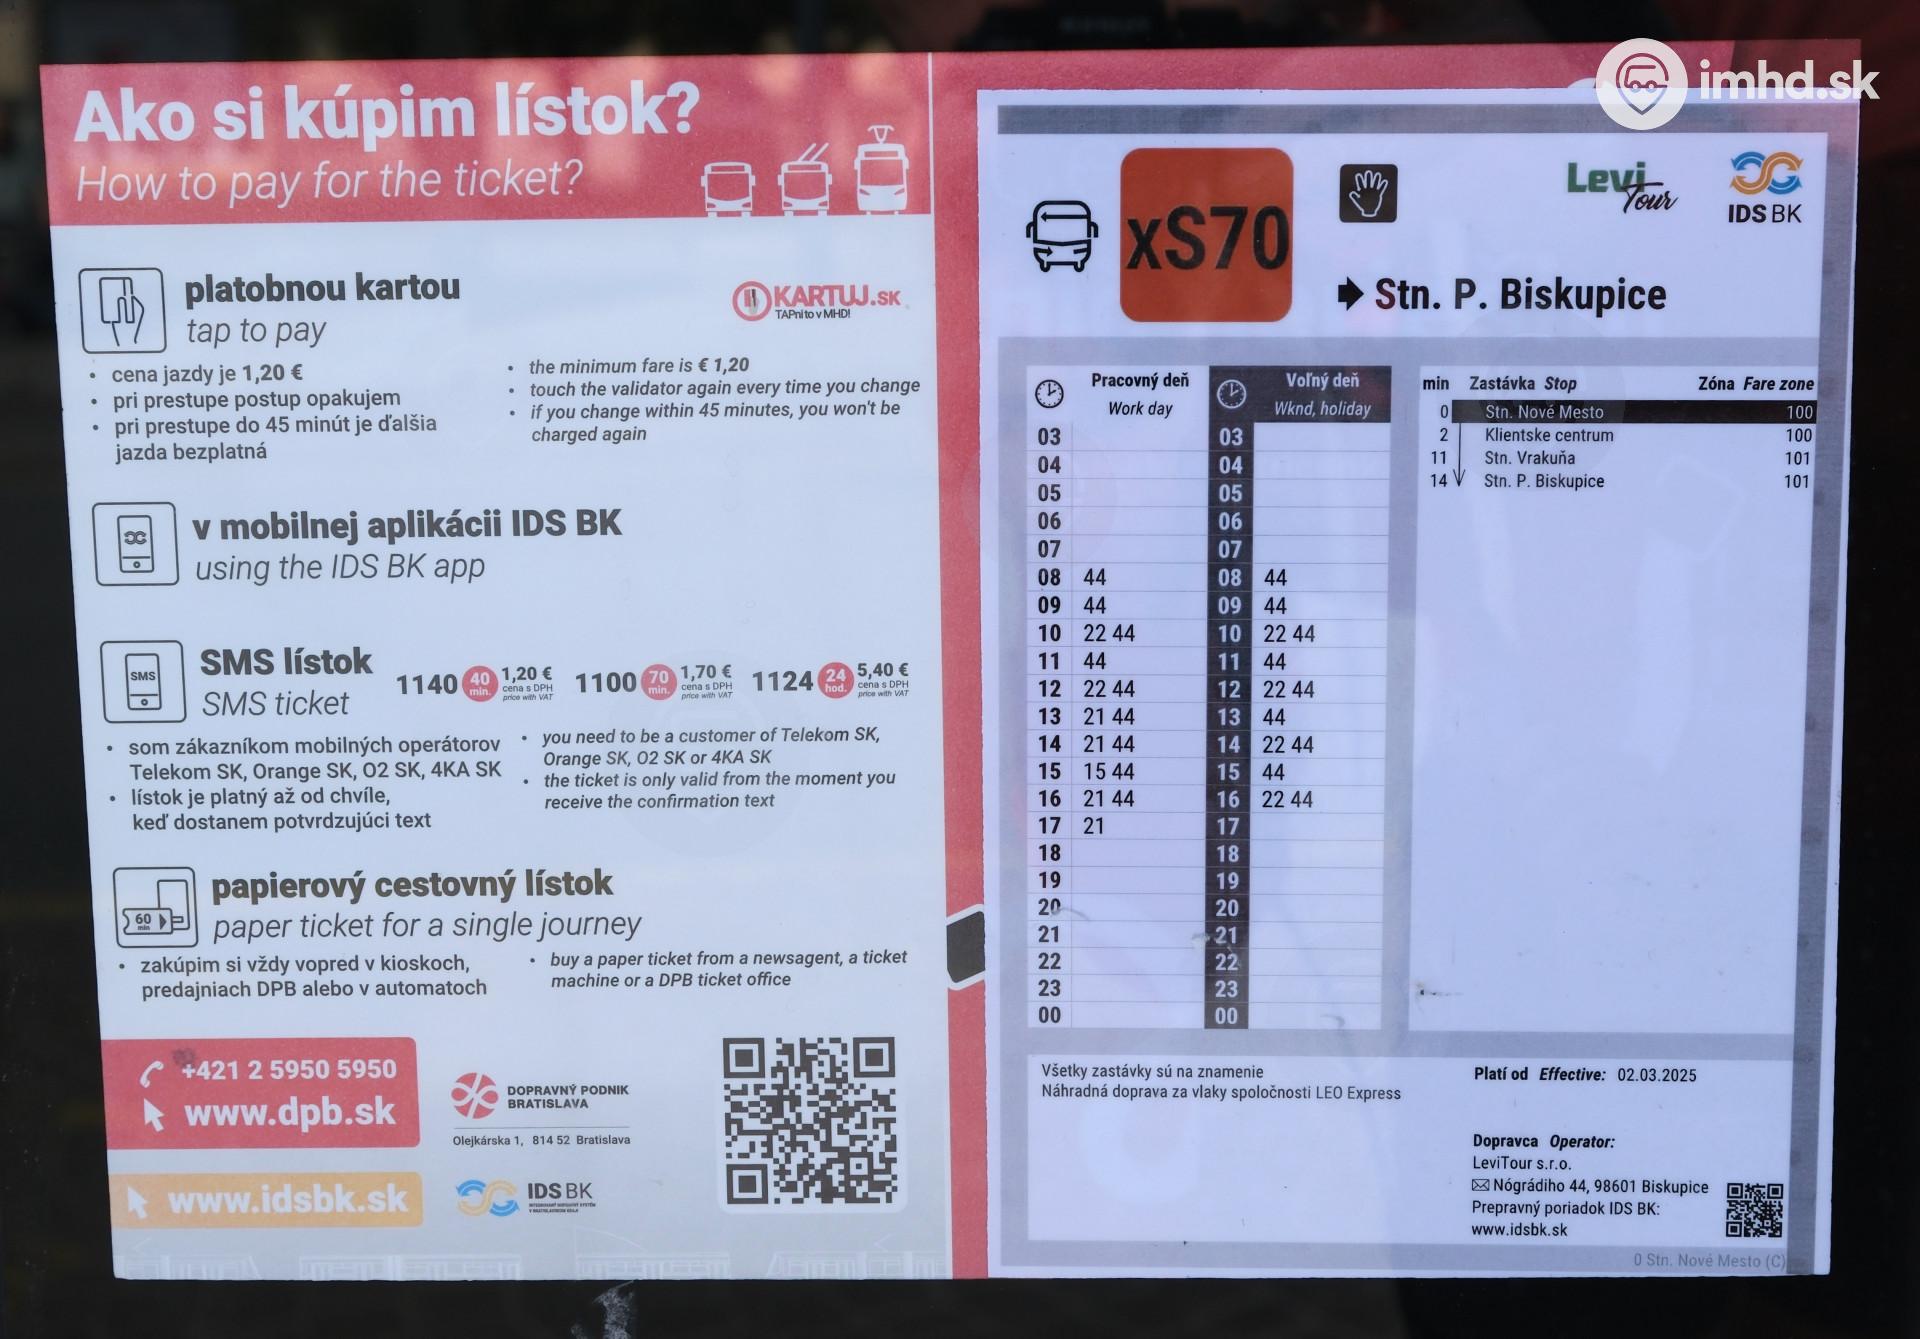 imhd.sk
Ako si kúpim lístok?
How to pay for the ticket?
platobnou kartou
tap to pay
KARTUJ.SK
TAPni to v MHD!
• cena jazdy je 1,20 €
• pri prestupe postup opakujem
• pri prestupe do 45 minút je ďalšia
jazda bezplatná
• the minimum fare is € 1,20
• touch the validator again every time you change
• if you change within 45 minutes, you won't be
charged again
v mobilnej aplikácii IDS BK
using the IDS BK app
SMS
SMS lístok
SMS ticket
1140 40 min. 1,20 € cena s DPH price with VAT
1100 70 min. 1,70 € cena s DPH price with VAT
1124 24 hod. 5,40 € cena s DPH price with VAT
• som zákazníkom mobilných operátorov
Telekom SK, Orange SK, O2 SK, 4KA SK
• lístok je platný až od chvíle,
keď dostanem potvrdzujúci text
• you need to be a customer of Telekom SK,
Orange SK, O2 SK or 4KA SK
• the ticket is only valid from the moment you
receive the confirmation text
60 min
papierový cestovný lístok
paper ticket for a single journey
• zakúpim si vždy vopred v kioskoch,
predajniach DPB alebo v automatoch
• buy a paper ticket from a newsagent, a ticket
machine or a DPB ticket office
+421 2 5950 5950
www.dpb.sk
DOPRAVNÝ PODNIK
BRATISLAVA
Olejkárska 1, 814 52 Bratislava
www.idsbk.sk
IDS BK
INTEGROVANÝ DOPRAVNÝ SYSTÉM
V BRATISLAVSKOM KRAJI
xS70
Levi
Tour
IDS BK
Stn. P. Biskupice
Pracovný deň
Work day
Voľný deň
Wknd, holiday
03 03
04 04
05 05
06 06
07 07
08 44 08 44
09 44 09 44
10 22 44 10 22 44
11 44 11 44
12 22 44 12 22 44
13 21 44 13 44
14 21 44 14 22 44
15 15 44 15 44
16 21 44 16 22 44
17 21 17
18 18
19 19
20 20
21 21
22 22
23 23
00 00
min Zastávka Stop Zóna Fare zone
0 Stn. Nové Mesto 100
2 Klientske centrum 100
11 Stn. Vrakuňa 101
14 Stn. P. Biskupice 101
Všetky zastávky sú na znamenie
Náhradná doprava za vlaky spoločnosti LEO Express
Platí od Effective: 02.03.2025
Dopravca Operator:
LeviTour s.r.o.
Nógrádiho 44, 98601 Biskupice
Prepravný poriadok IDS BK:
www.idsbk.sk
0 Stn. Nové Mesto (C)